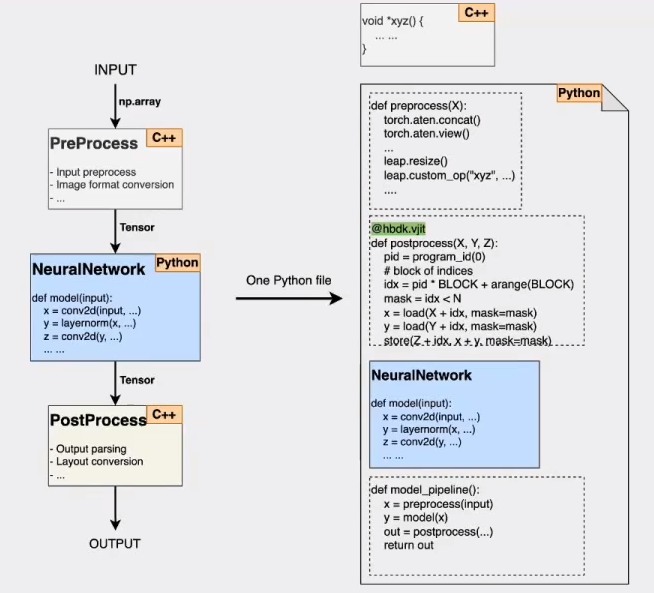 INPUT
np.array
C++
PreProcess
- Input preprocess
- Image format conversion
- ...
Tensor
Python
NeuralNetwork
def model(input):
x = conv2d(input, ...)
y = layernorm(x, ...)
z = conv2d(y, ...)
... ...
Tensor
C++
PostProcess
- Output parsing
- Layout conversion
- ...
OUTPUT
One Python file
C++
void *xyz() {
... ...
}
Python
def preprocess(X):
torch.aten.concat()
torch.aten.view()
...
leap.resize()
leap.custom_op("xyz", ...)
....
@hbdk.vjit
def postprocess(X, Y, Z):
pid = program_id(0)
# block of indices
idx = pid * BLOCK + arange(BLOCK)
mask = idx < N
x = load(X + idx, mask=mask)
y = load(Y + idx, mask=mask)
store(Z + idx, x + y, mask=mask)
NeuralNetwork
def model(input):
x = conv2d(input, ...)
y = layernorm(x, ...)
z = conv2d(y, ...)
... ...
def model_pipeline():
x = preprocess(input)
y = model(x)
out = postprocess(...)
return out